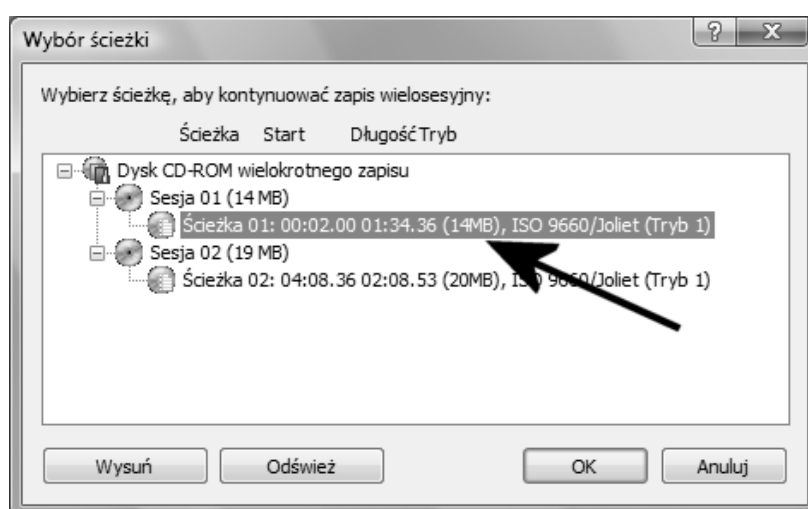 Wybór ścieżki
Wybierz ścieżkę, aby kontynuować zapis wielosesyjny:
Ścieżka Start Długość Tryb
Dysk CD-ROM wielokrotnego zapisu
Sesja 01 (14 MB)
Ścieżka 01: 00:02.00 01:34.36 (14MB), ISO 9660/Joliet (Tryb 1)
Sesja 02 (19 MB)
Ścieżka 02: 04:08.36 02:08.53 (20MB), ISO 9660/Joliet (Tryb 1)
Wysuń Odśwież OK Anuluj